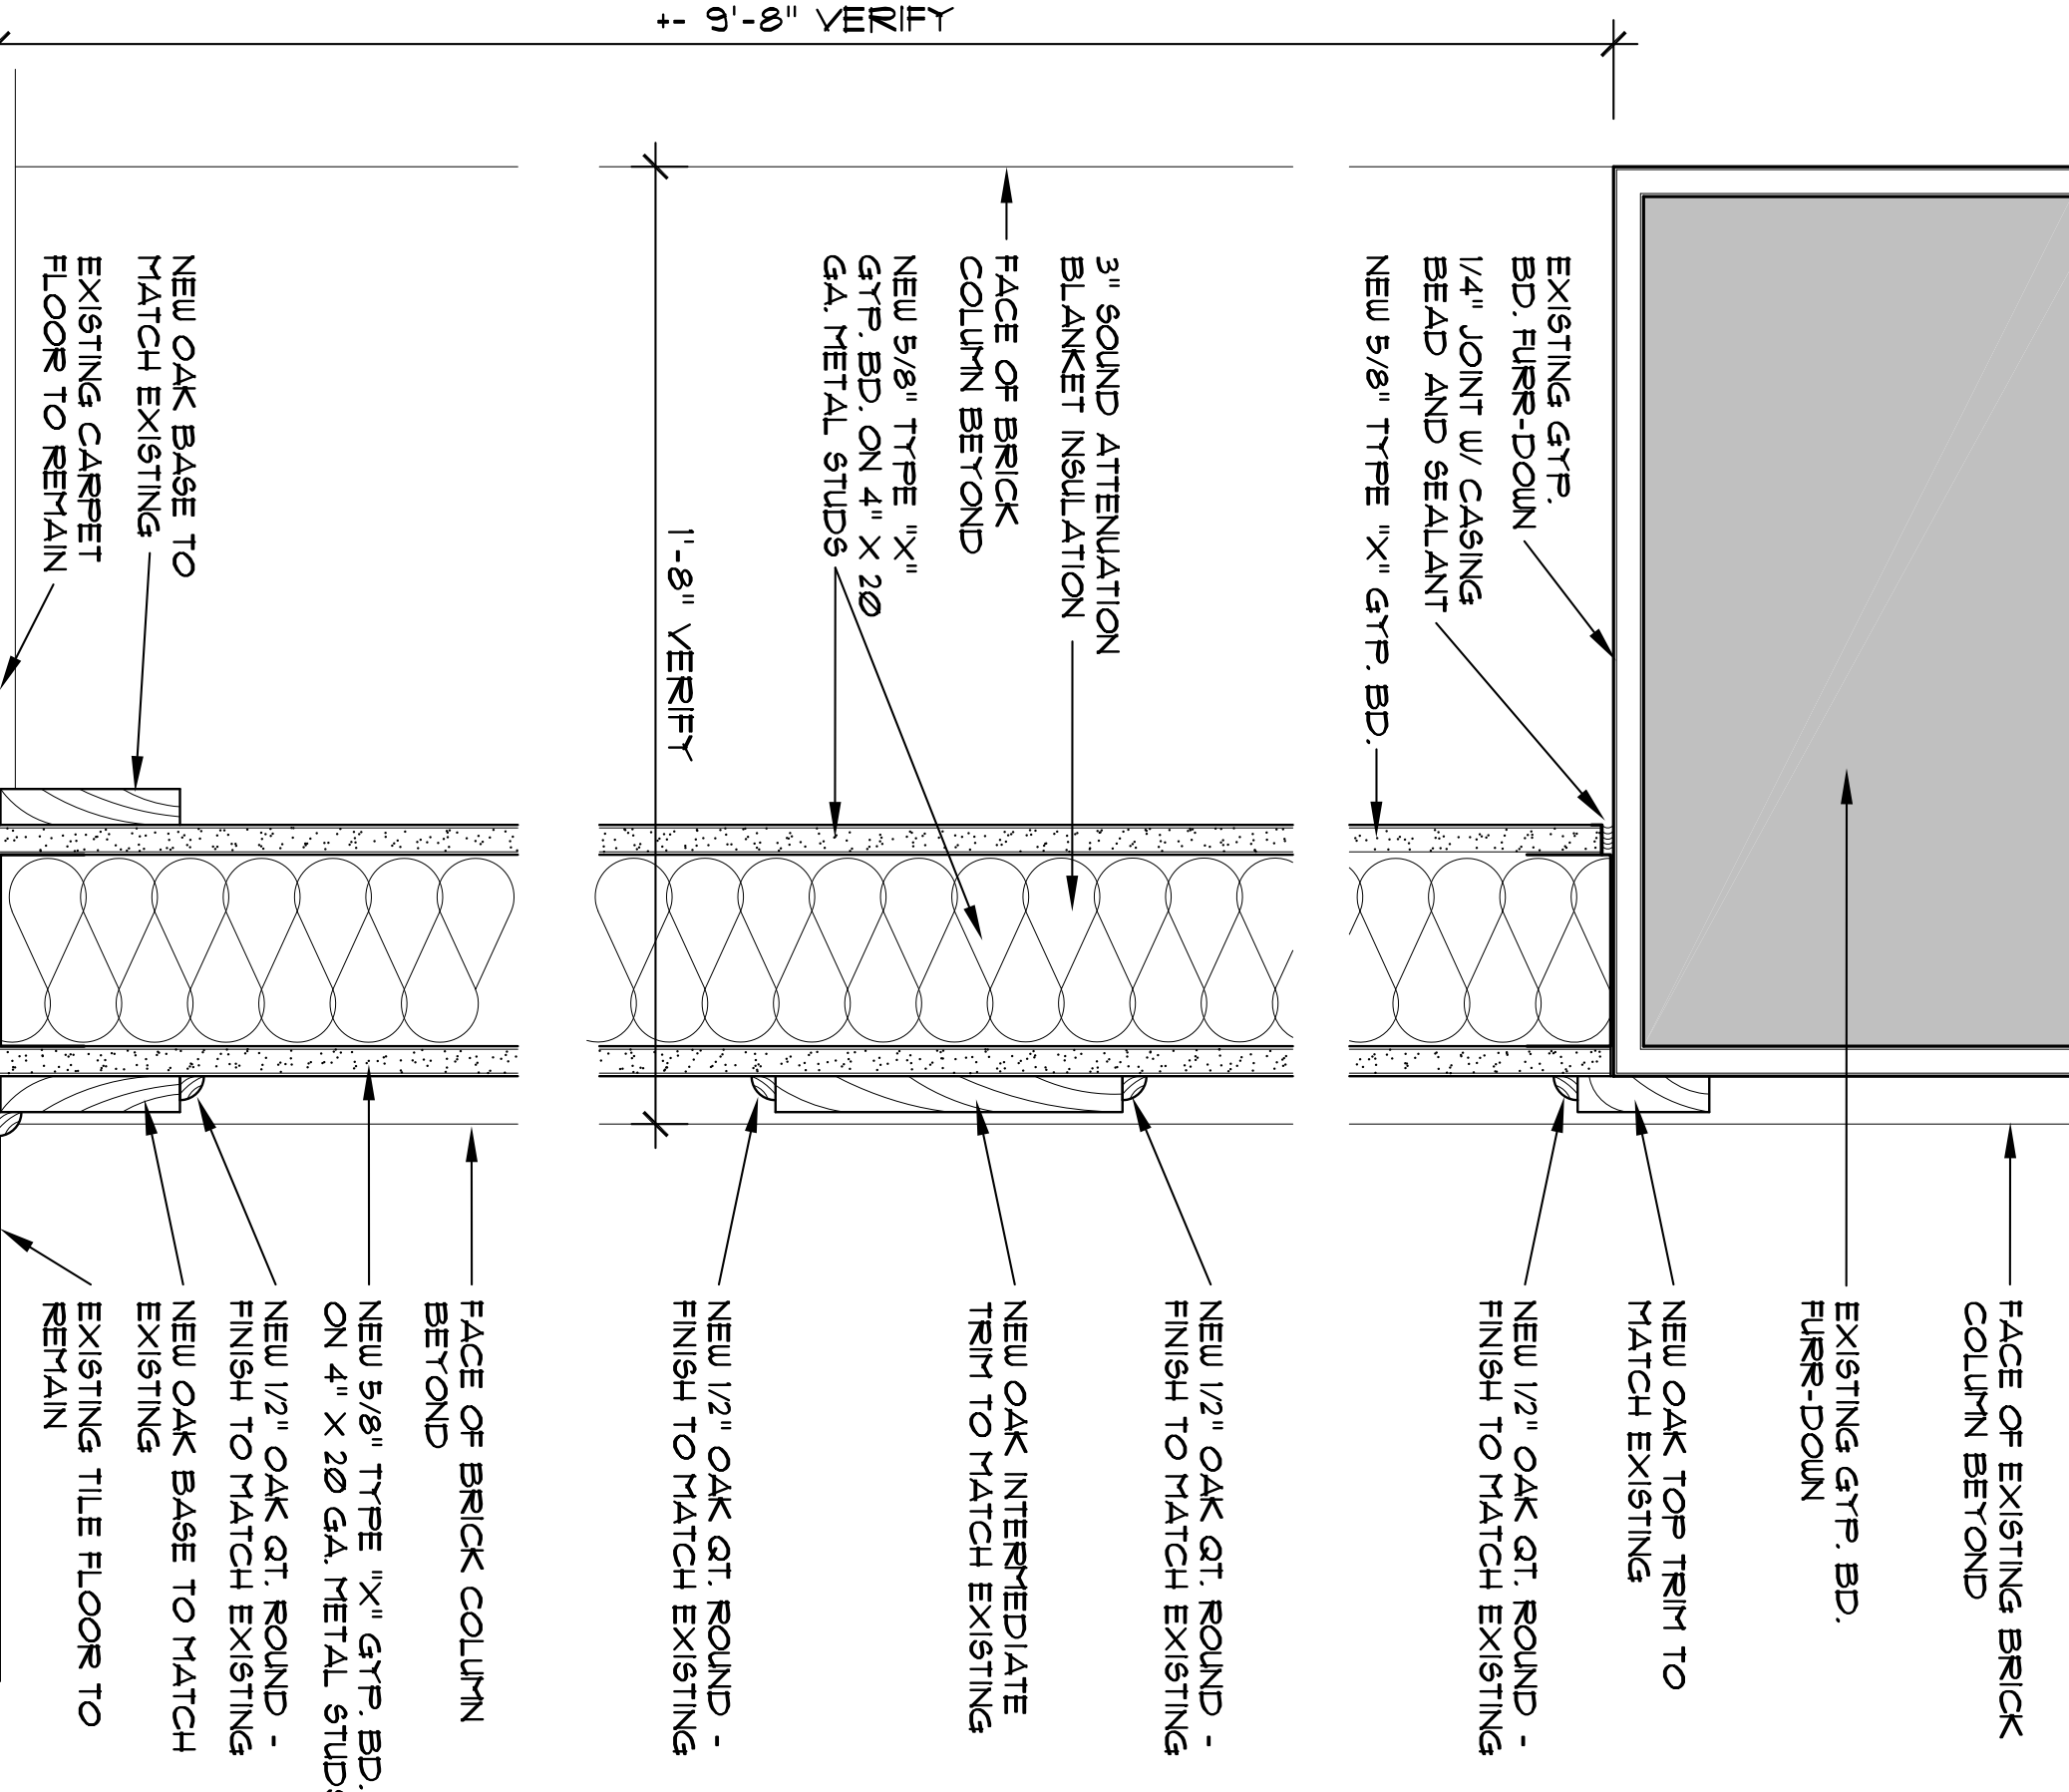 +- 9'-8" VERIFY
EXISTING GYP.
BD. FURR-DOWN
1/4" JOINT W/ CASING
BEAD AND SEALANT
NEW 5/8" TYPE "X" GYP. BD.
3" SOUND ATTENUATION
BLANKET INSULATION
FACE OF BRICK
COLUMN BEYOND
NEW 5/8" TYPE "X"
GYP. BD. ON 4" X 20
GA. METAL STUDS
1'-8" VERIFY
NEW OAK BASE TO
MATCH EXISTING
EXISTING CARPET
FLOOR TO REMAIN
FACE OF EXISTING BRICK
COLUMN BEYOND
EXISTING GYP. BD.
FURR-DOWN
NEW OAK TOP TRIM TO
MATCH EXISTING
NEW 1/2" OAK QT. ROUND -
FINISH TO MATCH EXISTING
NEW 1/2" OAK QT. ROUND -
FINISH TO MATCH EXISTING
NEW OAK INTERMEDIATE
TRIM TO MATCH EXISTING
NEW 1/2" OAK QT. ROUND -
FINISH TO MATCH EXISTING
FACE OF BRICK COLUMN
BEYOND
NEW 5/8" TYPE "X" GYP. BD.
ON 4" X 20 GA. METAL STUDS
NEW 1/2" OAK QT. ROUND -
FINISH TO MATCH EXISTING
NEW OAK BASE TO MATCH
EXISTING
EXISTING TILE FLOOR TO
REMAIN